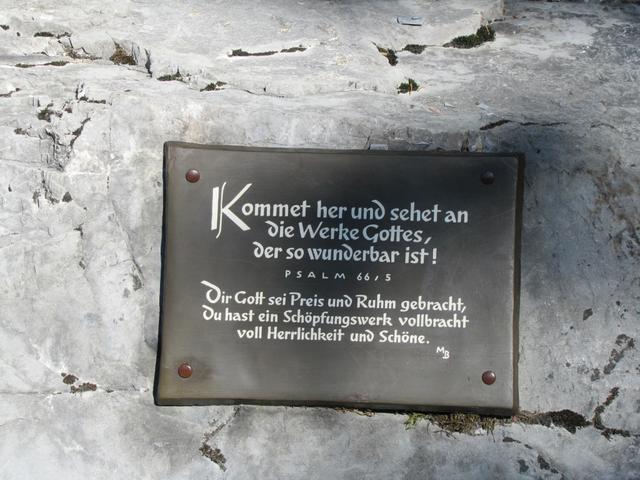 Kommet her und sehet an
die Werke Gottes,
der so wunderbar ist!
PSALM 66,5
Dir Gott sei Preis und Ruhm gebracht,
Du hast ein Schöpfungswerk vollbracht
voll Herrlichkeit und Schöne.
MB